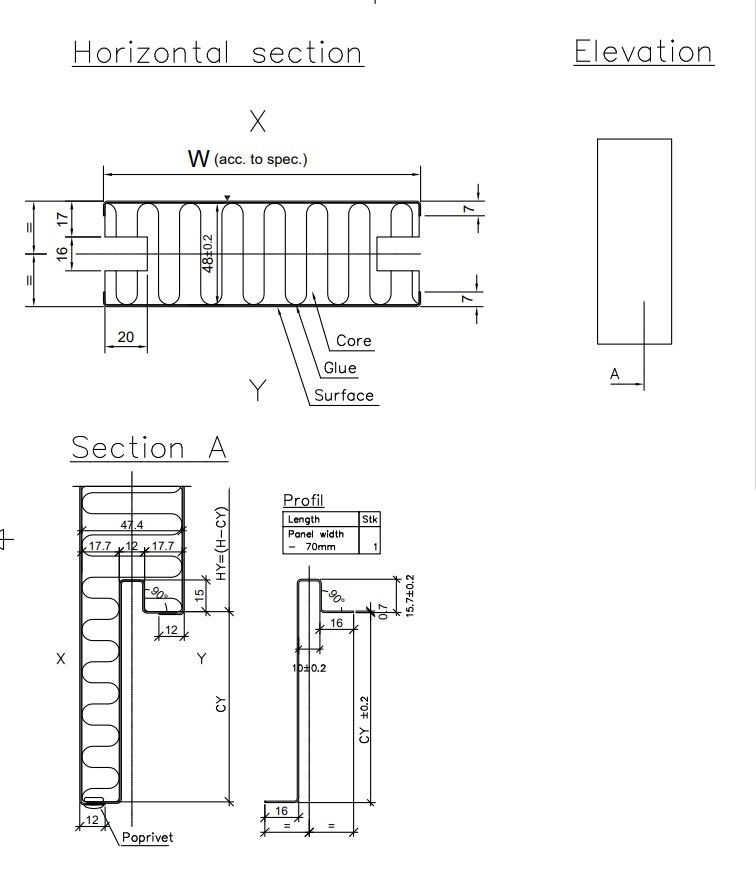 Horizontal section
Elevation
X
W (acc. to spec.)
=
17
7
16
48±0.2
=
7
20
Core
Glue
Surface
Y
A
Section A
Profil
Length Stk
Panel width
- 70mm 1
47.4
17.7 12 17.7
HY=(H-CY)
90°
15
12
X
Y
CY
12
Poprivet
90°
15.7±0.2
0.7
16
10±0.2
CY ±0.2
16
= =